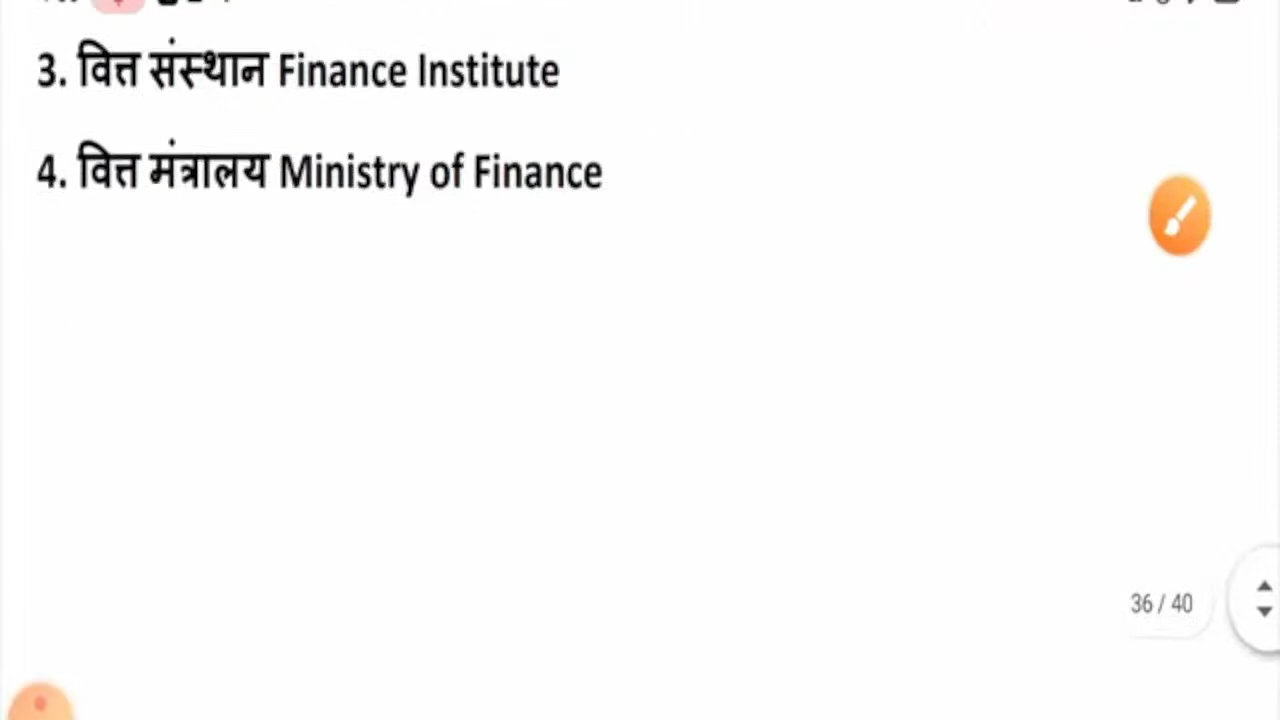 3. वित्त संस्थान Finance Institute
4. वित्त मंत्रालय Ministry of Finance
36 / 40